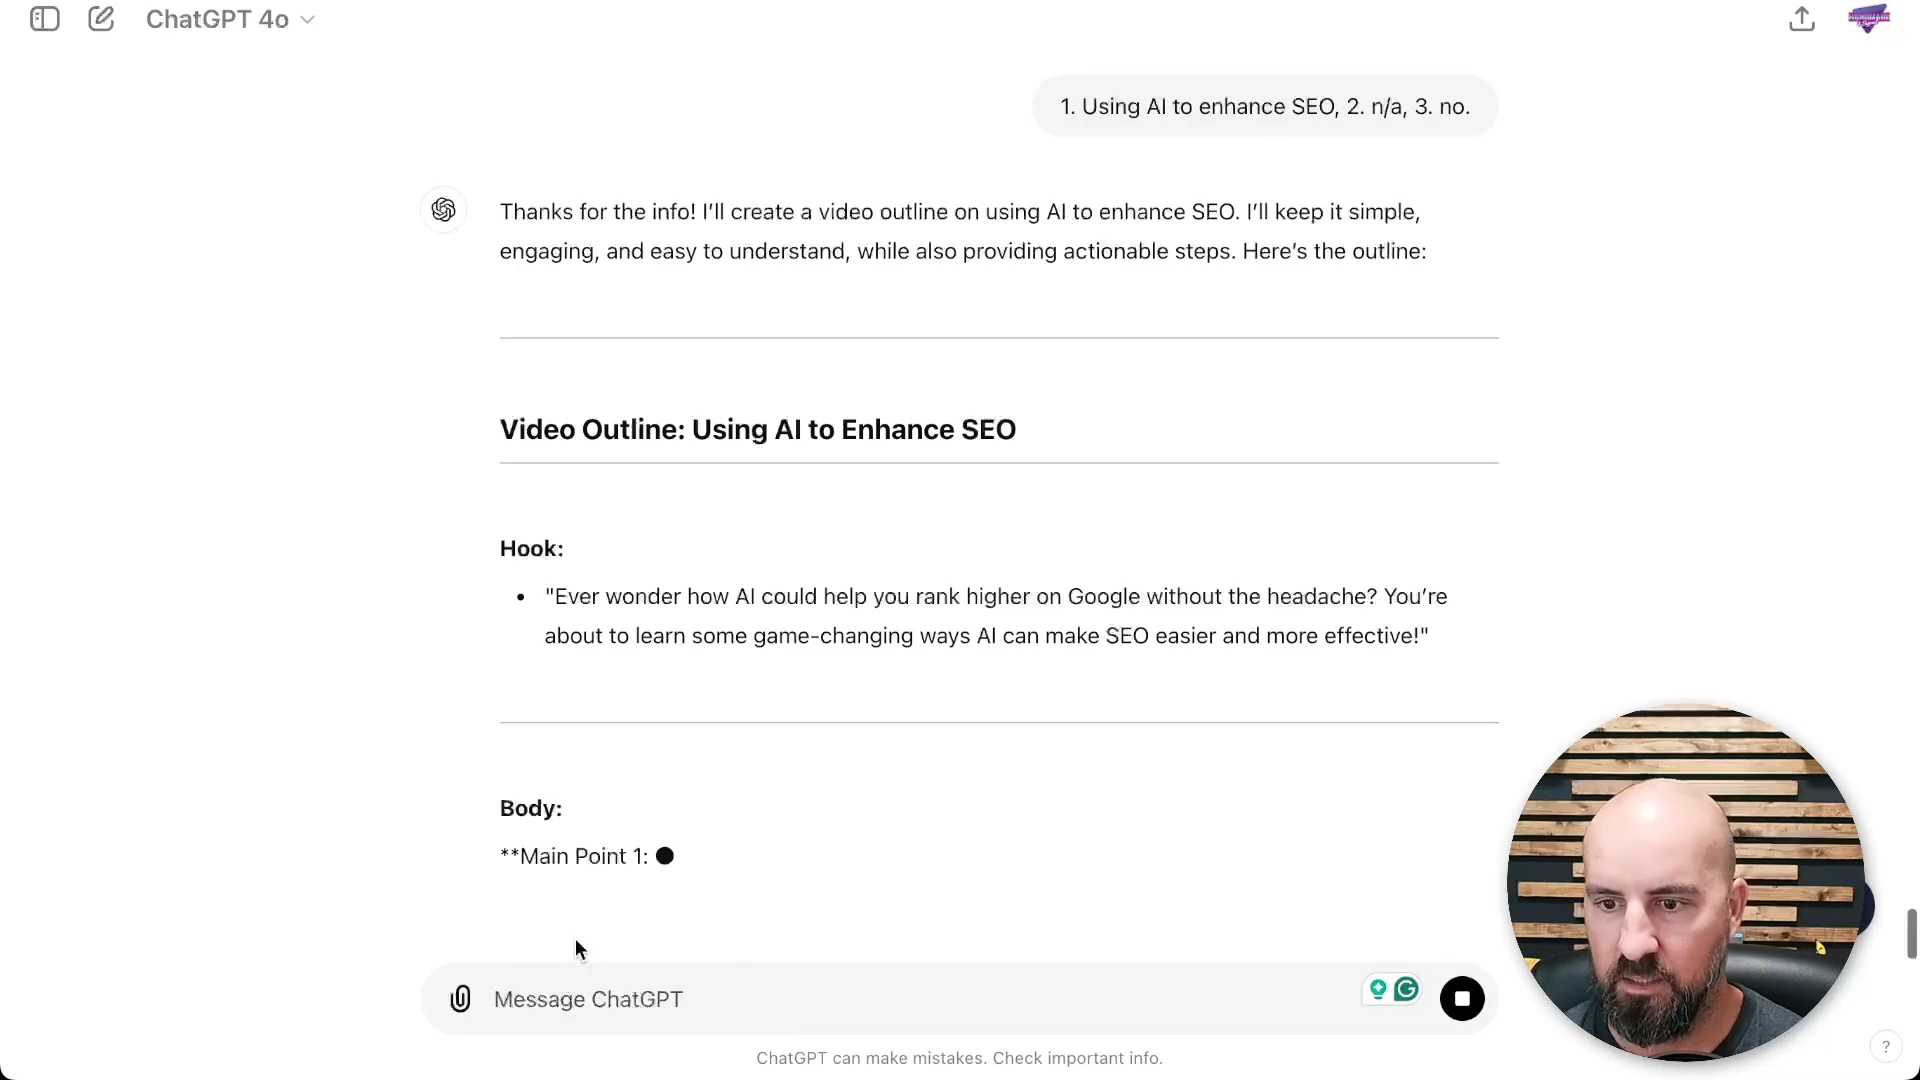 ChatGPT 4o
1. Using AI to enhance SEO, 2. n/a, 3. no.
Thanks for the info! I’ll create a video outline on using AI to enhance SEO. I’ll keep it simple,
engaging, and easy to understand, while also providing actionable steps. Here’s the outline:
Video Outline: Using AI to Enhance SEO
Hook:
• "Ever wonder how AI could help you rank higher on Google without the headache? You’re
about to learn some game-changing ways AI can make SEO easier and more effective!"
Body:
**Main Point 1:
Message ChatGPT
ChatGPT can make mistakes. Check important info.
?